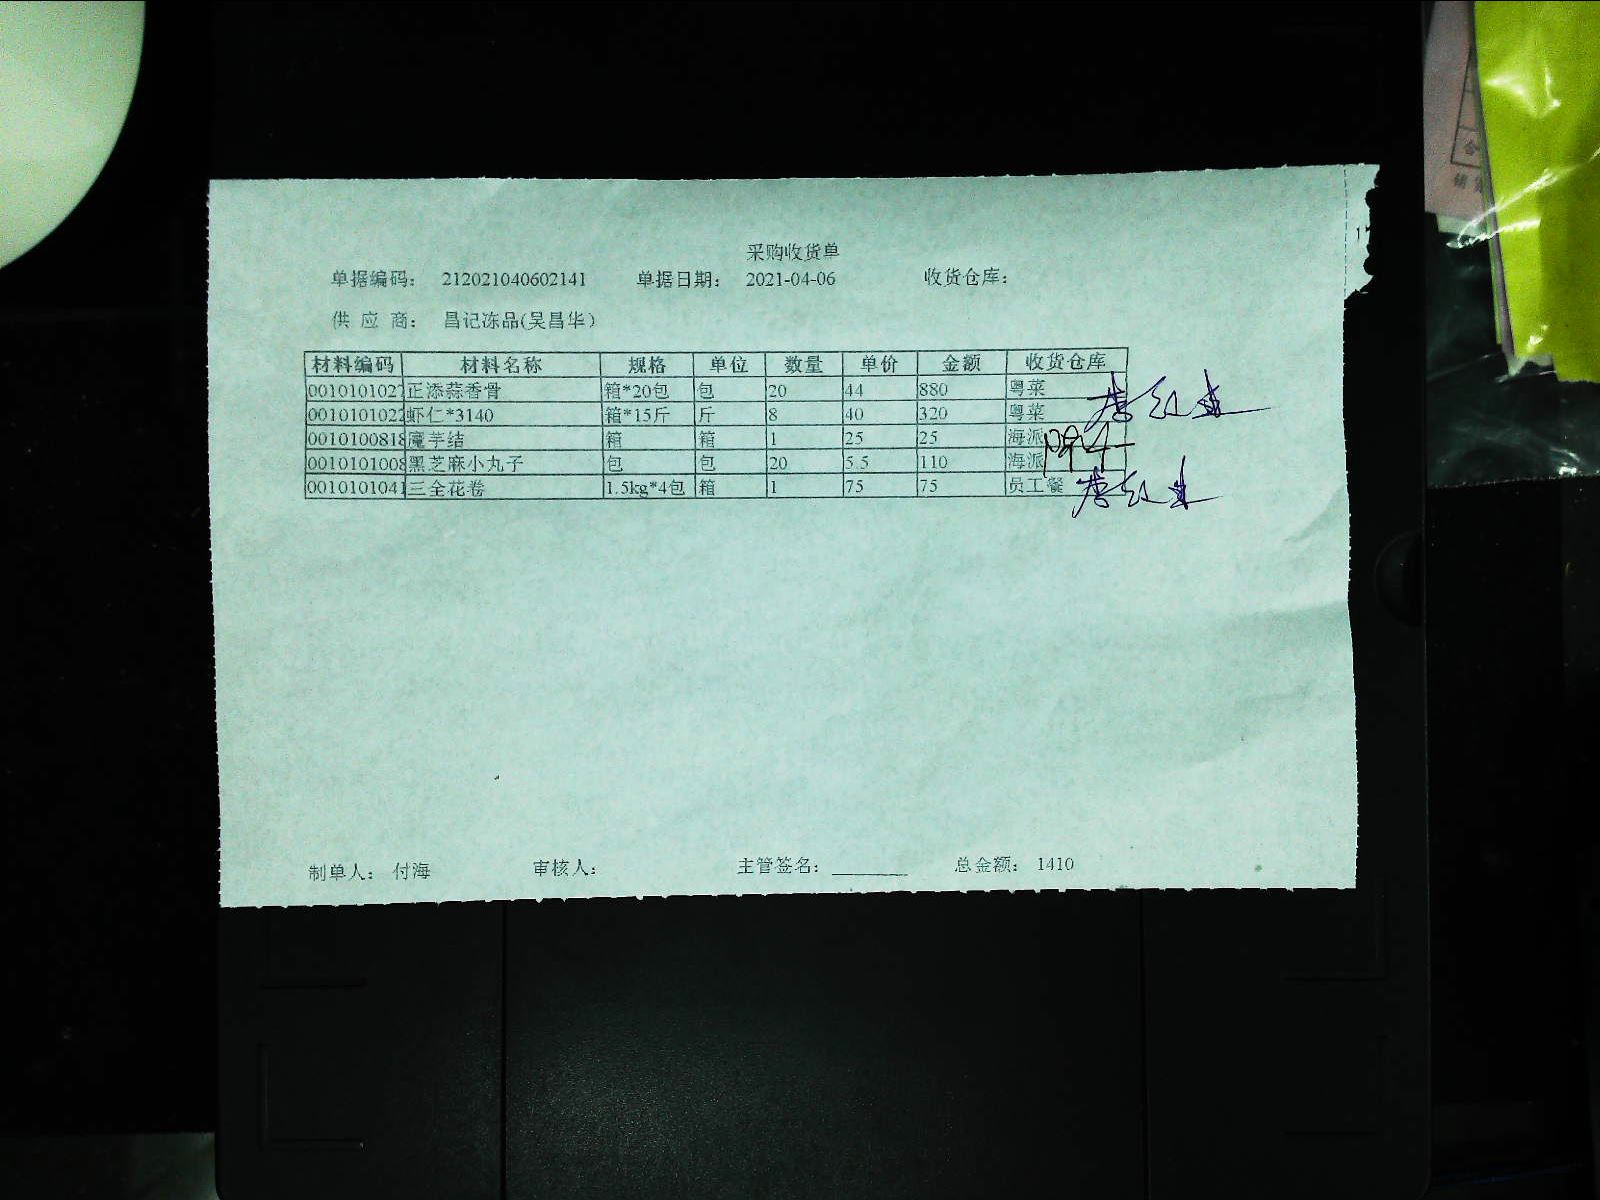 采购收货单
单据编码： 212021040602141 单据日期： 2021-04-06 收货仓库：
供 应 商： 昌记冻品(吴昌华)
材料编码 材料名称 规格 单位 数量 单价 金额 收货仓库
0010101027 正添蒜香骨 箱*20包 包 20 44 880 粤菜
0010101022 虾仁*3140 箱*15斤 斤 8 40 320 粤菜
0010100818 魔芋结 箱 箱 1 25 25 海派
0010101008 黑芝麻小丸子 包 包 20 5.5 110 海派
0010101041 三全花卷 1.5kg*4包 箱 1 75 75 员工餐
制单人： 付海 审核人： 主管签名： 总金额： 1410